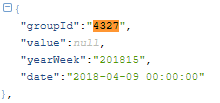 {
"groupId":"4327",
"value":null,
"yearWeek":"201815",
"date":"2018-04-09 00:00:00"
},